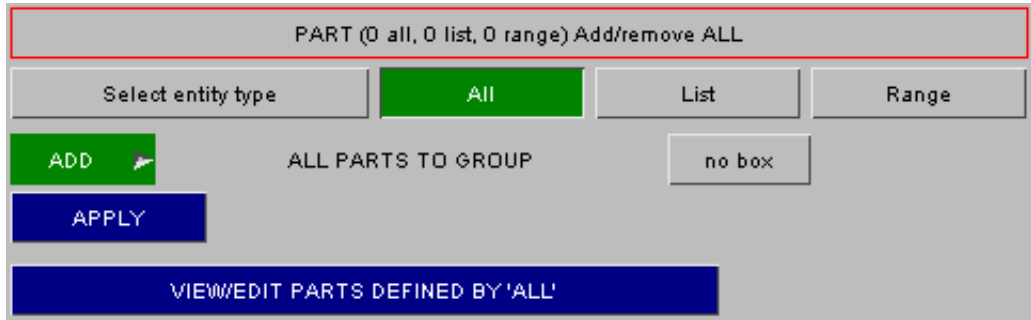 PART (0 all, 0 list, 0 range) Add/remove ALL
Select entity type All List Range
ADD ALL PARTS TO GROUP no box
APPLY
VIEW/EDIT PARTS DEFINED BY 'ALL'